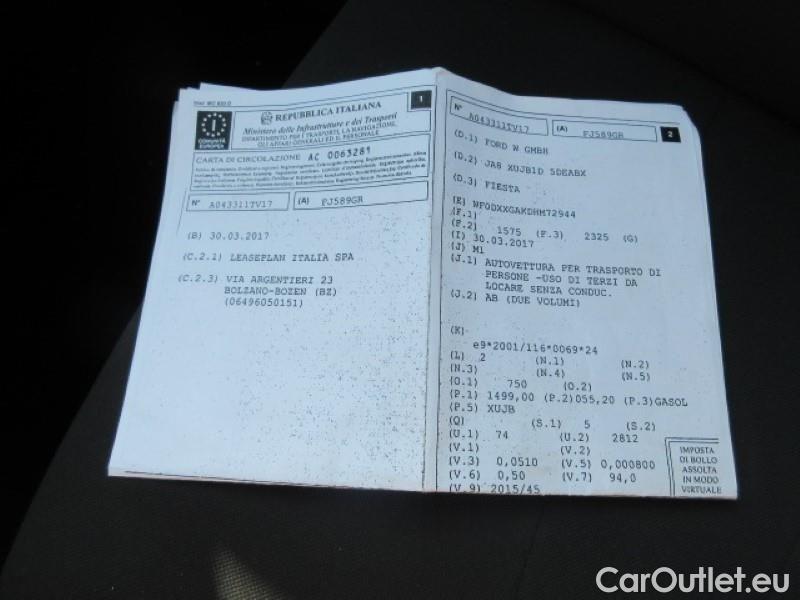 Mod. MC 820 D
1
REPUBBLICA ITALIANA
Ministero delle Infrastrutture e dei Trasporti
DIPARTIMENTO PER I TRASPORTI, LA NAVIGAZIONE,
GLI AFFARI GENERALI ED IL PERSONALE
I
COMUNITÀ
EUROPEA
CARTA DI CIRCOLAZIONE AC 0063281
N° A043311TV17 (A) FJ589GR
(B) 30.03.2017
(C.2.1) LEASEPLAN ITALIA SPA
(C.2.3) VIA ARGENTIERI 23
BOLZANO-BOZEN (BZ)
(06496050151)
N° A043311TV17 (A) FJ589GR 2
(D.1) FORD W GMBH
(D.2) JA8 XUJB1D 5DEABX
(D.3) FIESTA
(E) WF0DXXGAKDHM72944
(F.1)
(F.2) 1575 (F.3) 2325 (G)
(I) 30.03.2017
(J) M1
(J.1) AUTOVETTURA PER TRASPORTO DI
PERSONE -USO DI TERZI DA
LOCARE SENZA CONDUC.
(J.2) AB (DUE VOLUMI)
(K)
e9*2001/116*0069*24
(L) 2 (N.1) (N.2)
(N.3) (N.4) (N.5)
(O.1) 750 (O.2)
(P.1) 1499,00 (P.2)055,20 (P.3)GASOL
(P.5) XUJB
(Q) (S.1) 5 (S.2)
(U.1) 74 (U.2) 2812
(V.1) (V.2)
(V.3) 0,0510 (V.5) 0,000800
(V.6) 0,50 (V.7) 94,0
(V.9) 2015/45
IMPOSTA
DI BOLLO
ASSOLTA
IN MODO
VIRTUALE
CarOutlet.eu